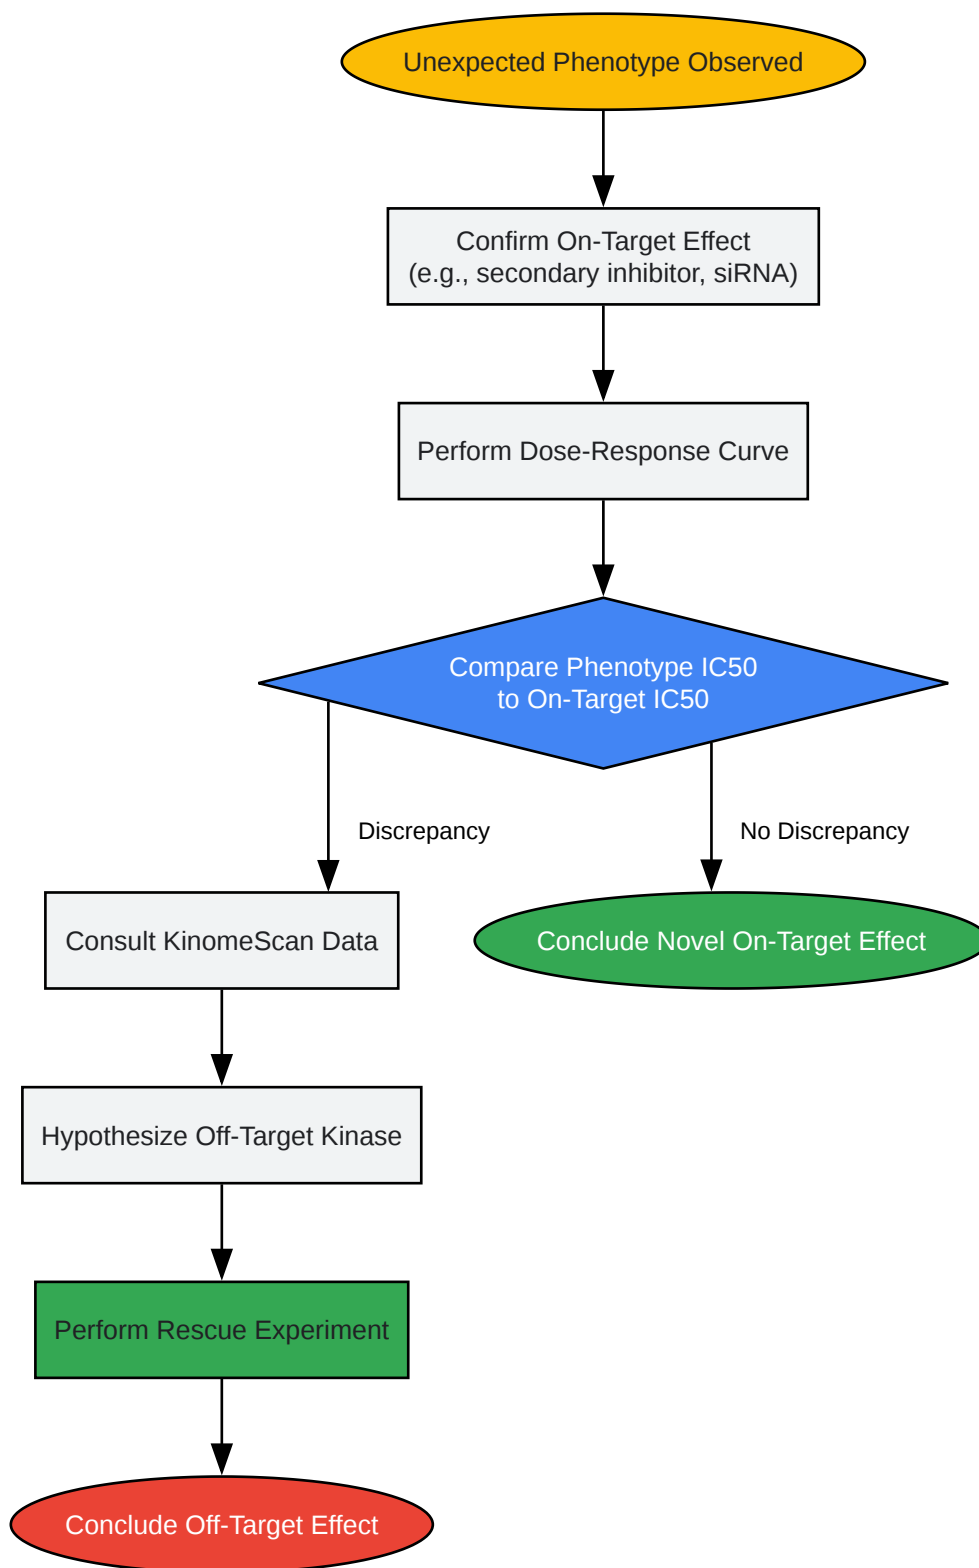 Unexpected Phenotype Observed
Confirm On-Target Effect
(e.g., secondary inhibitor, siRNA)
Perform Dose-Response Curve
Compare Phenotype IC50
to On-Target IC50
Discrepancy
No Discrepancy
Consult KinomeScan Data
Conclude Novel On-Target Effect
Hypothesize Off-Target Kinase
Perform Rescue Experiment
Conclude Off-Target Effect